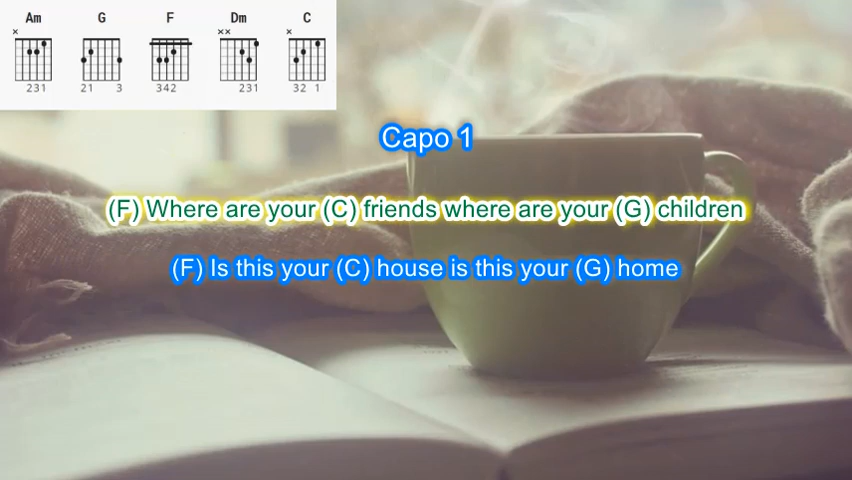 Am G F Dm C
× ×× ×
231 21 3 342 231 32 1
Capo 1
(F) Where are your (C) friends where are your (G) children
(F) Is this your (C) house is this your (G) home